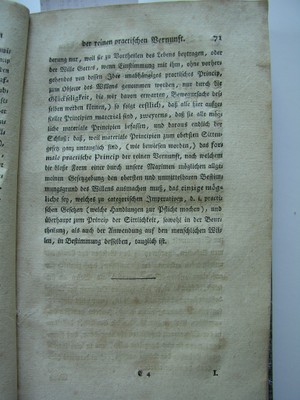 der reinen practischen Vernunft. 71
darum nur, weil sie zu Vortheilen des Lebens beytragen, oder
der Wille Gottes, wenn Einstimmung mit ihm, ohne vorher-
gehendes von dessen Idee unabhängiges practisches Princip,
zum Objecte des Willens genommen worden, nur durch die
Glückseligkeit, die wir davon erwarten, Bewegursache des-
selben werden können,) so folgt erstlich, daß alle hier aufge-
stellte Principien material sind, zweytens, daß sie alle mög-
liche materiale Principien befassen, und daraus endlich der
Schluß: daß, weil materiale Principien zum obersten Sitten-
gesetz ganz untauglich sind, (wie bewiesen worden,) das for-
male practische Princip der reinen Vernunft, nach welchem
die bloße Form einer durch unsere Maximen möglichen allge-
meinen Gesetzgebung den obersten und unmittelbaren Bestim-
mungsgrund des Willens ausmachen muß, das einzige mögli-
che sey, welches zu categorischen Imperativen, d. i. practi-
schen Gesetzen (welche Handlungen zur Pflicht machen), und
überhaupt zum Princip der Sittlichkeit, sowohl in der Beur-
theilung, als auch der Anwendung auf den menschlichen Wil-
len, in Bestimmung desselben, tauglich ist.
E 4 I.